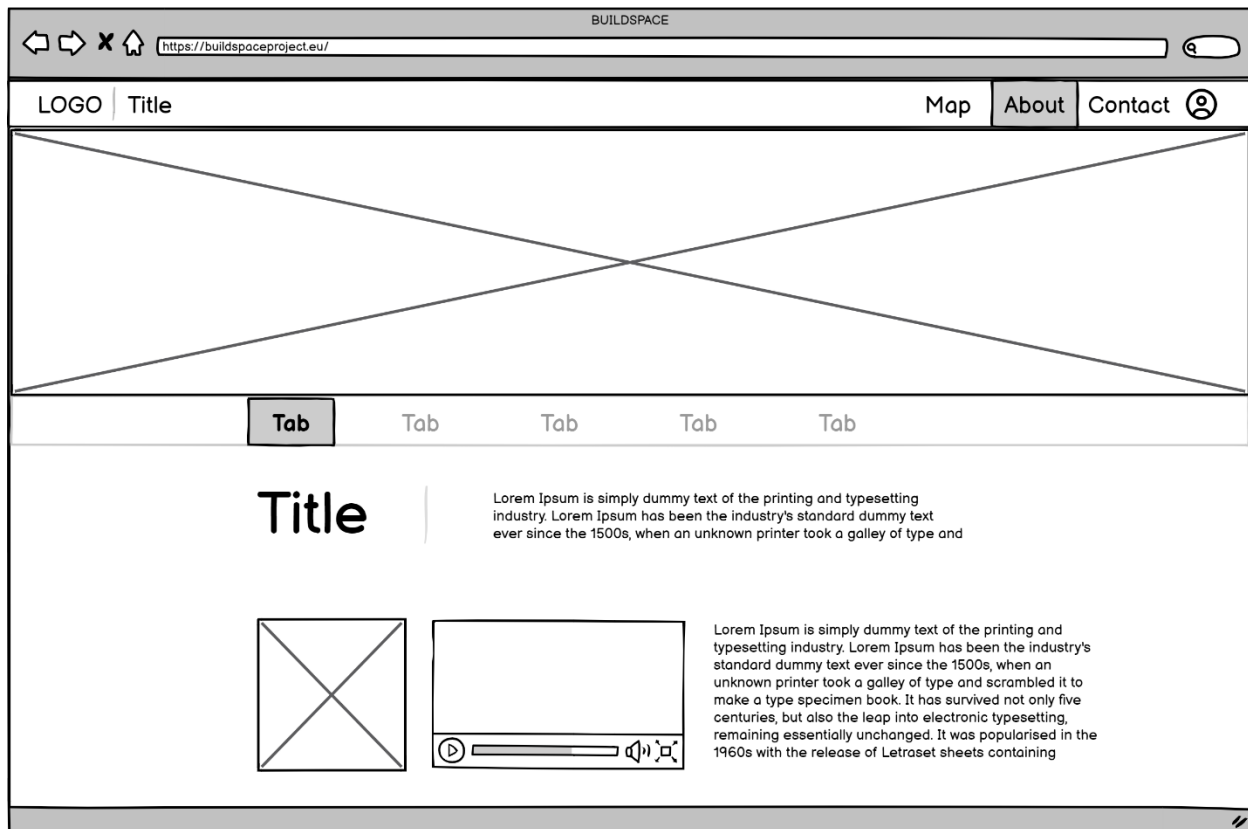 BUILDSPACE
https://buildspaceproject.eu/
LOGO Title Map About Contact
Tab Tab Tab Tab Tab
Title
Lorem Ipsum is simply dummy text of the printing and typesetting
industry. Lorem Ipsum has been the industry's standard dummy text
ever since the 1500s, when an unknown printer took a galley of type and
Lorem Ipsum is simply dummy text of the printing and
typesetting industry. Lorem Ipsum has been the industry's
standard dummy text ever since the 1500s, when an
unknown printer took a galley of type and scrambled it to
make a type specimen book. It has survived not only five
centuries, but also the leap into electronic typesetting,
remaining essentially unchanged. It was popularised in the
1960s with the release of Letraset sheets containing